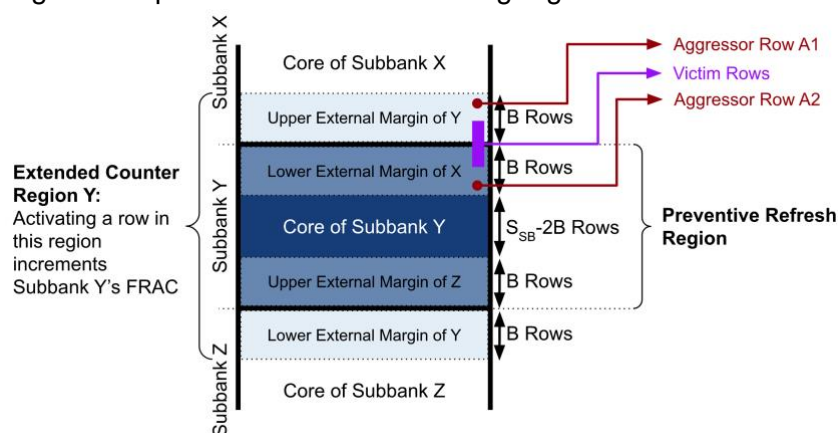 Subbank X
Core of Subbank X
Aggressor Row A1
Victim Rows
Aggressor Row A2
Upper External Margin of Y
B Rows
Extended Counter
Region Y:
Activating a row in
this region
increments
Subbank Y's FRAC
Subbank Y
Lower External Margin of X
B Rows
Core of Subbank Y
S_SB-2B Rows
Preventive Refresh
Region
Upper External Margin of Z
B Rows
Lower External Margin of Y
B Rows
Subbank Z
Core of Subbank Z